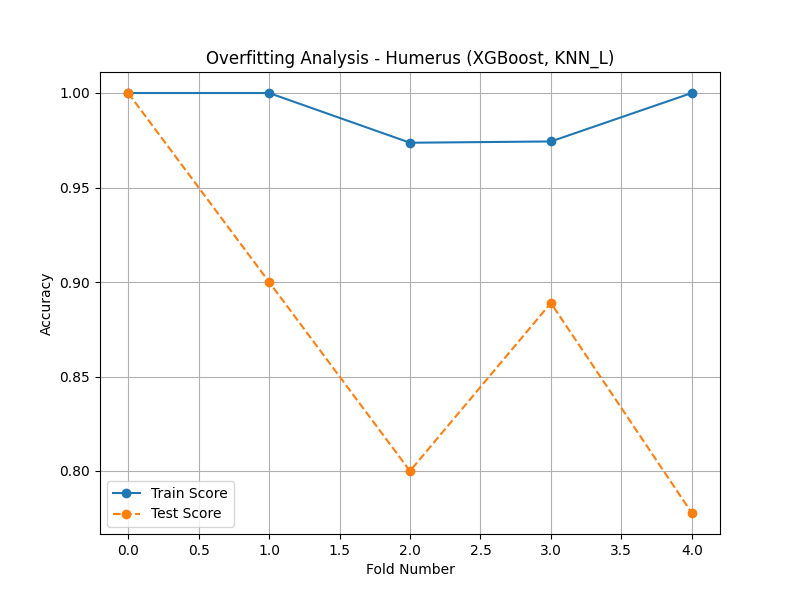 Overfitting Analysis - Humerus (XGBoost, KNN_L)
1.00
0.95
0.90
0.85
0.80
Accuracy
Train Score
Test Score
0.0 0.5 1.0 1.5 2.0 2.5 3.0 3.5 4.0
Fold Number